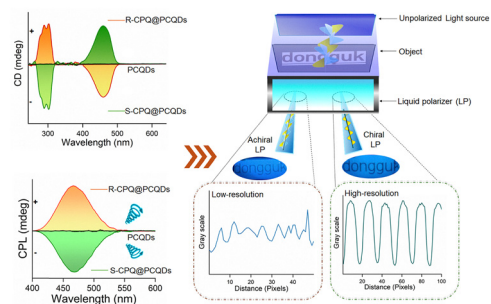 +
R-CPQ@PCQDs
CD (mdeg)
PCQDs
-
S-CPQ@PCQDs
300 400 500 600
Wavelength (nm)
+
R-CPQ@PCQDs
CPL (mdeg)
PCQDs
-
S-CPQ@PCQDs
400 450 500 550 600
Wavelength (nm)
Unpolarized Light source
dongguk
Object
Liquid polarizer (LP)
Achiral
LP
Chiral
LP
dongguk
dongguk
Low-resolution
Gray scale
10 20 30 40
Distance (Pixels)
High-resolution
Gray scale
0 20 40 60 80 100
Distance (Pixels)